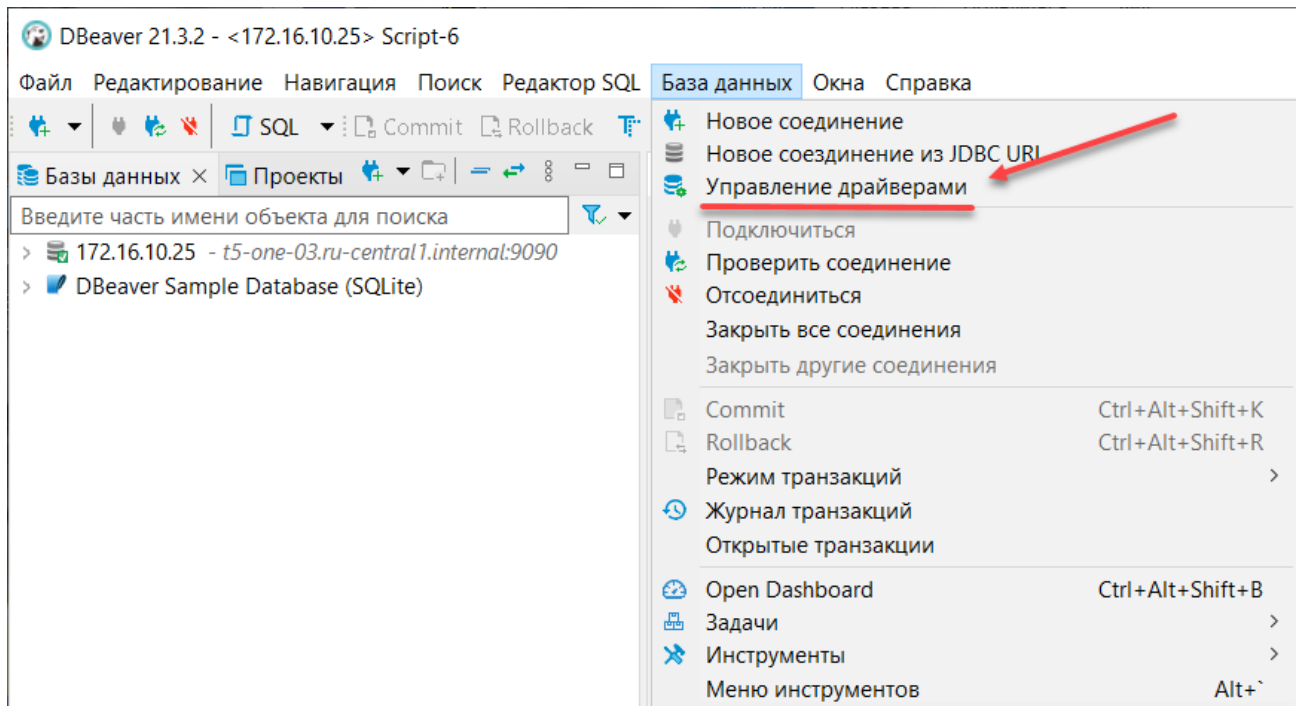 DBeaver 21.3.2 - <172.16.10.25> Script-6
Файл Редактирование Навигация Поиск Редактор SQL База данных Окна Справка
SQL Commit Rollback
Базы данных Проекты
Введите часть имени объекта для поиска
172.16.10.25 - t5-one-03.ru-central1.internal:9090
DBeaver Sample Database (SQLite)
Новое соединение
Новое соездинение из JDBC URL
Управление драйверами
Подключиться
Проверить соединение
Отсоединиться
Закрыть все соединения
Закрыть другие соединения
Commit Ctrl+Alt+Shift+K
Rollback Ctrl+Alt+Shift+R
Режим транзакций
Журнал транзакций
Открытые транзакции
Open Dashboard Ctrl+Alt+Shift+B
Задачи
Инструменты
Меню инструментов Alt+`